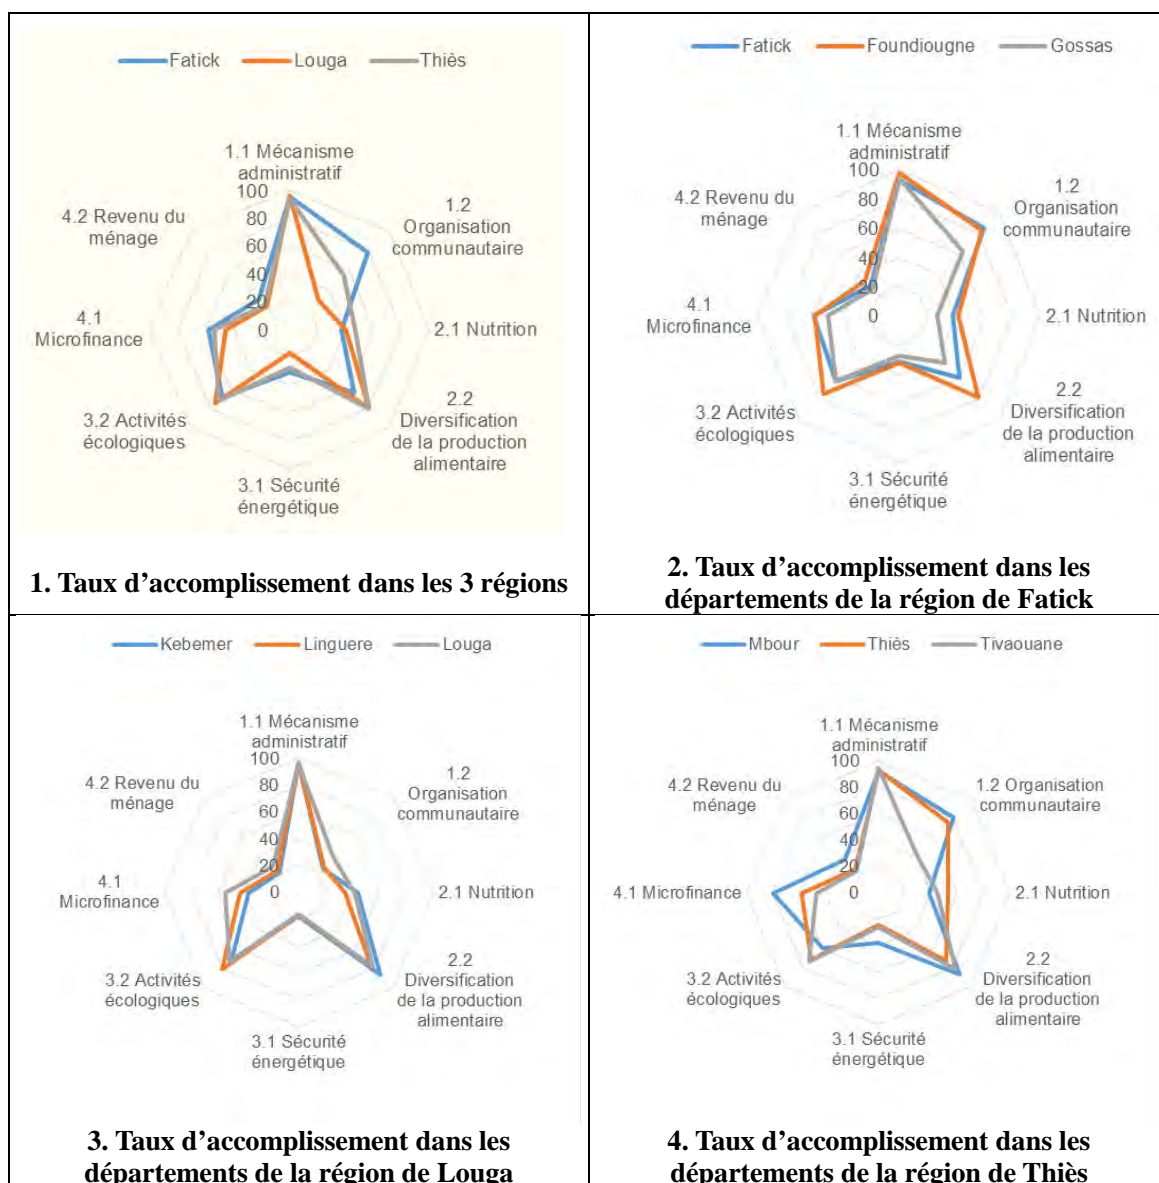 Fatick Louga Thiès
1.1 Mécanisme
administratif
100
80
60
40
20
0
1.2
Organisation
communautaire
2.1 Nutrition
2.2
Diversification
de la production
alimentaire
3.1 Sécurité
énergétique
3.2 Activités
écologiques
4.1
Microfinance
4.2 Revenu du
ménage
1. Taux d’accomplissement dans les 3 régions
Fatick Foundiougne Gossas
1.1 Mécanisme
administratif
100
80
60
40
20
0
1.2
Organisation
communautaire
2.1 Nutrition
2.2
Diversification
de la production
alimentaire
3.1 Sécurité
énergétique
3.2 Activités
écologiques
4.1
Microfinance
4.2 Revenu du
ménage
2. Taux d’accomplissement dans les
départements de la région de Fatick
Kebemer Linguere Louga
1.1 Mécanisme
administratif
100
80
60
40
20
0
1.2
Organisation
communautaire
2.1 Nutrition
2.2
Diversification
de la production
alimentaire
3.1 Sécurité
énergétique
3.2 Activités
écologiques
4.1
Microfinance
4.2 Revenu du
ménage
3. Taux d’accomplissement dans les
départements de la région de Louga
Mbour Thiès Tivaouane
1.1 Mécanisme
administratif
100
80
60
40
20
0
1.2 Organisation
communautaire
2.1 Nutrition
2.2
Diversification
de la production
alimentaire
3.1 Sécurité
énergétique
3.2 Activités
écologiques
4.1 Microfinance
4.2 Revenu du
ménage
4. Taux d’accomplissement dans les
départements de la région de Thiès